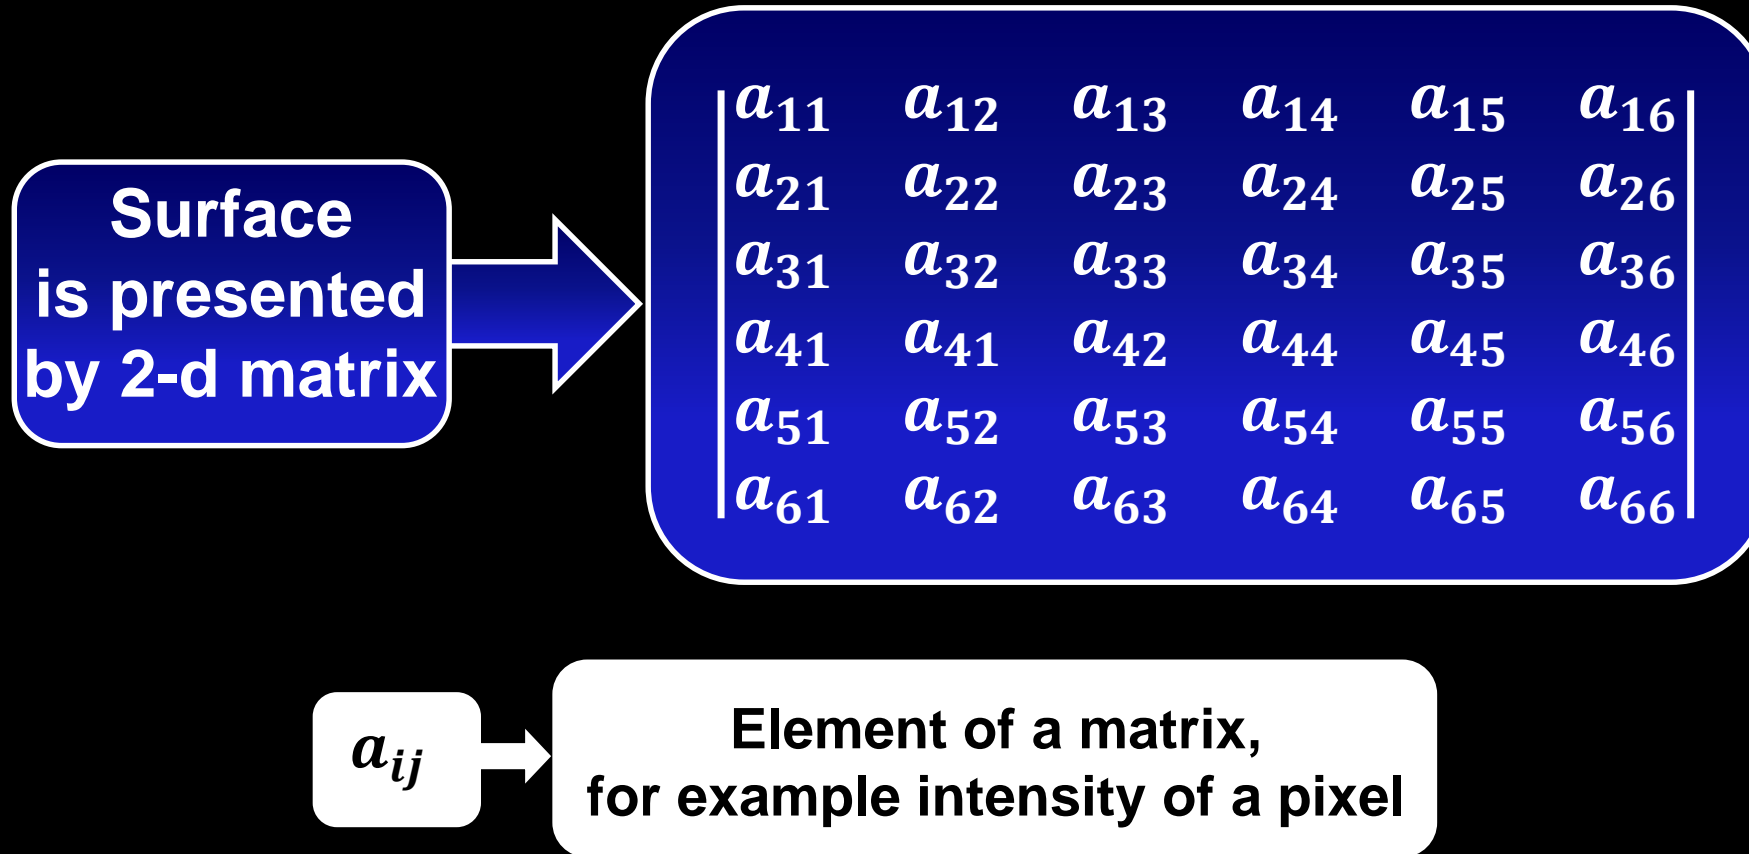 Surface
is presented
by 2-d matrix
a11 a12 a13 a14 a15 a16
a21 a22 a23 a24 a25 a26
a31 a32 a33 a34 a35 a36
a41 a41 a42 a44 a45 a46
a51 a52 a53 a54 a55 a56
a61 a62 a63 a64 a65 a66
aij
Element of a matrix,
for example intensity of a pixel